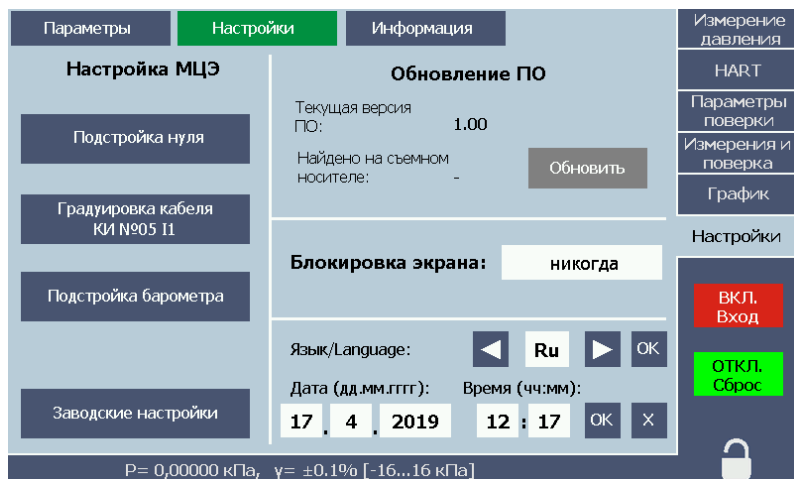 Параметры
Настройки
Информация
Настройка МЦЭ
Подстройка нуля
Градуировка кабеля
КИ №05 I1
Подстройка барометра
Заводские настройки
Обновление ПО
Текущая версия
ПО:
1.00
Найдено на съемном
носителе:
-
Обновить
Блокировка экрана:
никогда
Язык/Language:
Ru
OK
Дата (дд.мм.гггг):
Время (чч:мм):
17 . 4 . 2019
12 : 17
OK
X
Измерение
давления
HART
Параметры
поверки
Измерения и
поверка
График
Настройки
ВКЛ.
Вход
ОТКЛ.
Сброс
P= 0,00000 кПа, γ= ±0.1% [-16...16 кПа]